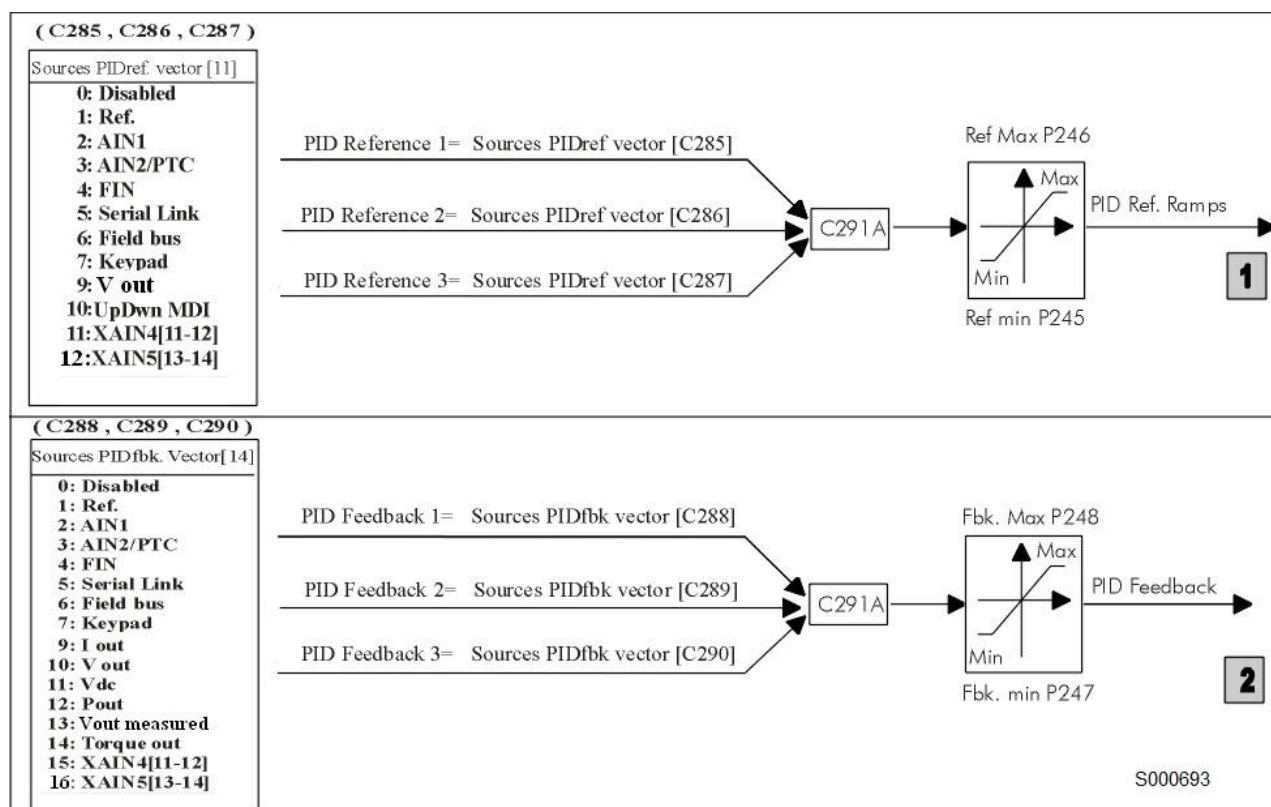 ( C285 , C286 , C287 )
Sources PIDref. vector [11]
0: Disabled
1: Ref.
2: AIN1
3: AIN2/PTC
4: FIN
5: Serial Link
6: Field bus
7: Keypad
9: V out
10: UpDwn MDI
11:XAIN4[11-12]
12:XAIN5[13-14]
PID Reference 1= Sources PIDref vector [C285]
PID Reference 2= Sources PIDref vector [C286]
PID Reference 3= Sources PIDref vector [C287]
C291A
Ref Max P246
Max
Min
Ref min P245
PID Ref. Ramps
1
( C288 , C289 , C290 )
Sources PIDfbk. Vector[14]
0: Disabled
1: Ref.
2: AIN1
3: AIN2/PTC
4: FIN
5: Serial Link
6: Field bus
7: Keypad
9: I out
10: V out
11: Vdc
12: Pout
13: Vout measured
14: Torque out
15: XAIN4[11-12]
16: XAIN5[13-14]
PID Feedback 1= Sources PIDfbk vector [C288]
PID Feedback 2= Sources PIDfbk vector [C289]
PID Feedback 3= Sources PIDfbk vector [C290]
C291A
Fbk. Max P248
Max
Min
Fbk. min P247
PID Feedback
2
S000693